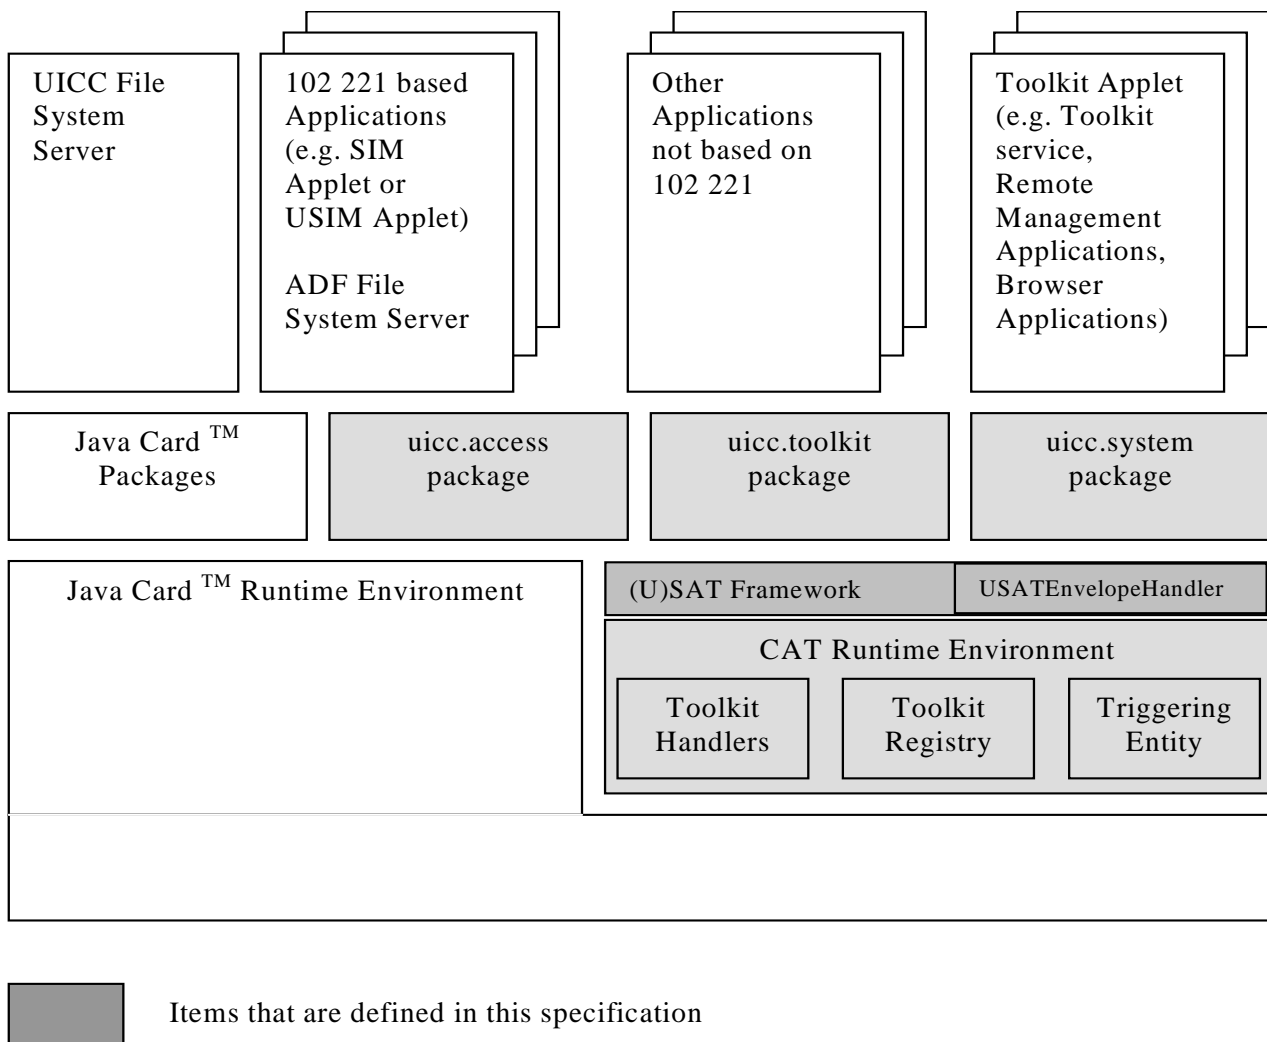 UICC File
System
Server
102 221 based
Applications
(e.g. SIM
Applet or
USIM Applet)
ADF File
System Server
Other
Applications
not based on
102 221
Toolkit Applet
(e.g. Toolkit
service,
Remote
Management
Applications,
Browser
Applications)
Java Card TM
Packages
uicc.access
package
uicc.toolkit
package
uicc.system
package
Java Card TM Runtime Environment
(U)SAT Framework
USATEnvelopeHandler
CAT Runtime Environment
Toolkit
Handlers
Toolkit
Registry
Triggering
Entity
Items that are defined in this specification